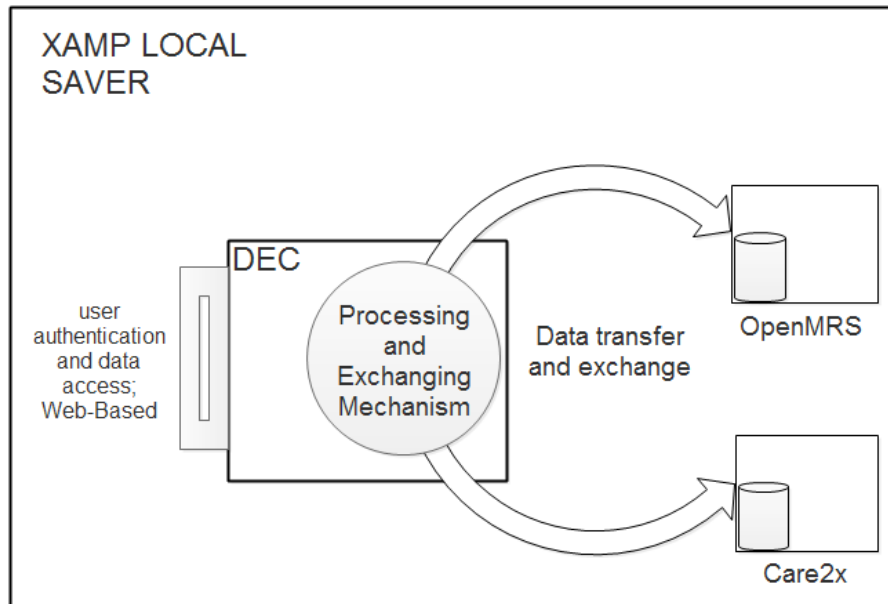 XAMP LOCAL
SAVER
DEC
user
authentication
and data
access;
Web-Based
Processing
and
Exchanging
Mechanism
Data transfer
and exchange
OpenMRS
Care2x